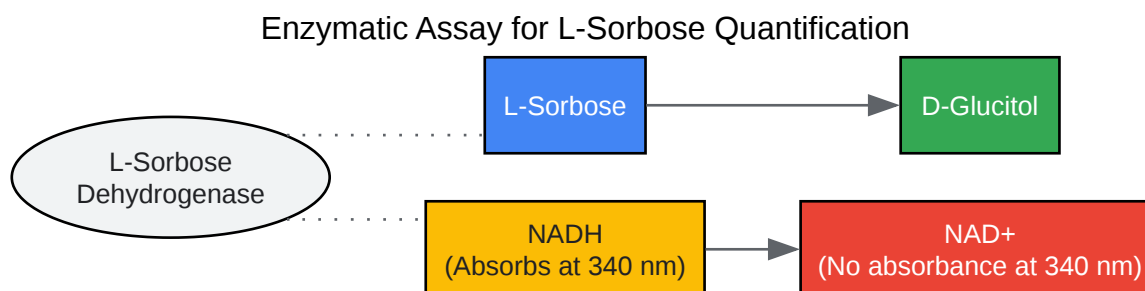 Enzymatic Assay for L-Sorbose Quantification
L-Sorbose
D-Glucitol
L-Sorbose
Dehydrogenase
NADH
(Absorbs at 340 nm)
NAD+
(No absorbance at 340 nm)